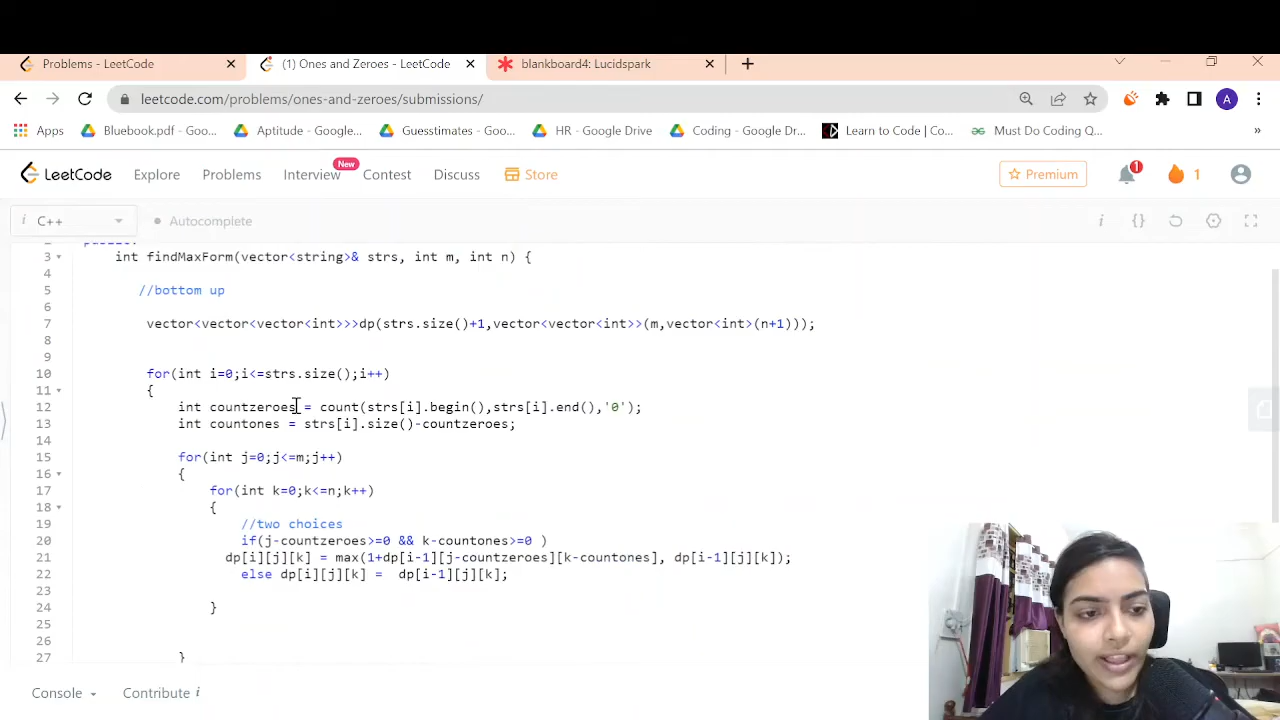 Problems - LeetCode
(1) Ones and Zeroes - LeetCode
blankboard4: Lucidspark
leetcode.com/problems/ones-and-zeroes/submissions/
A
Apps
Bluebook.pdf - Goo...
Aptitude - Google...
Guesstimates - Goo...
HR - Google Drive
Coding - Google Dr...
Learn to Code | Co...
Must Do Coding Q...
»
LeetCode
Explore
Problems
Interview
New
Contest
Discuss
Store
Premium
1
1
i C++
Autocomplete
i {}
2 public:
3 int findMaxForm(vector<string>& strs, int m, int n) {
4
5 //bottom up
6
7 vector<vector<vector<int>>>dp(strs.size()+1,vector<vector<int>>(m,vector<int>(n+1)));
8
9
10 for(int i=0;i<=strs.size();i++)
11 {
12 int countzeroes = count(strs[i].begin(),strs[i].end(),'0');
13 int countones = strs[i].size()-countzeroes;
14
15 for(int j=0;j<=m;j++)
16 {
17 for(int k=0;k<=n;k++)
18 {
19 //two choices
20 if(j-countzeroes>=0 && k-countones>=0 )
21 dp[i][j][k] = max(1+dp[i-1][j-countzeroes][k-countones], dp[i-1][j][k]);
22 else dp[i][j][k] = dp[i-1][j][k];
23
24 }
25
26
27 }
Console
Contribute i